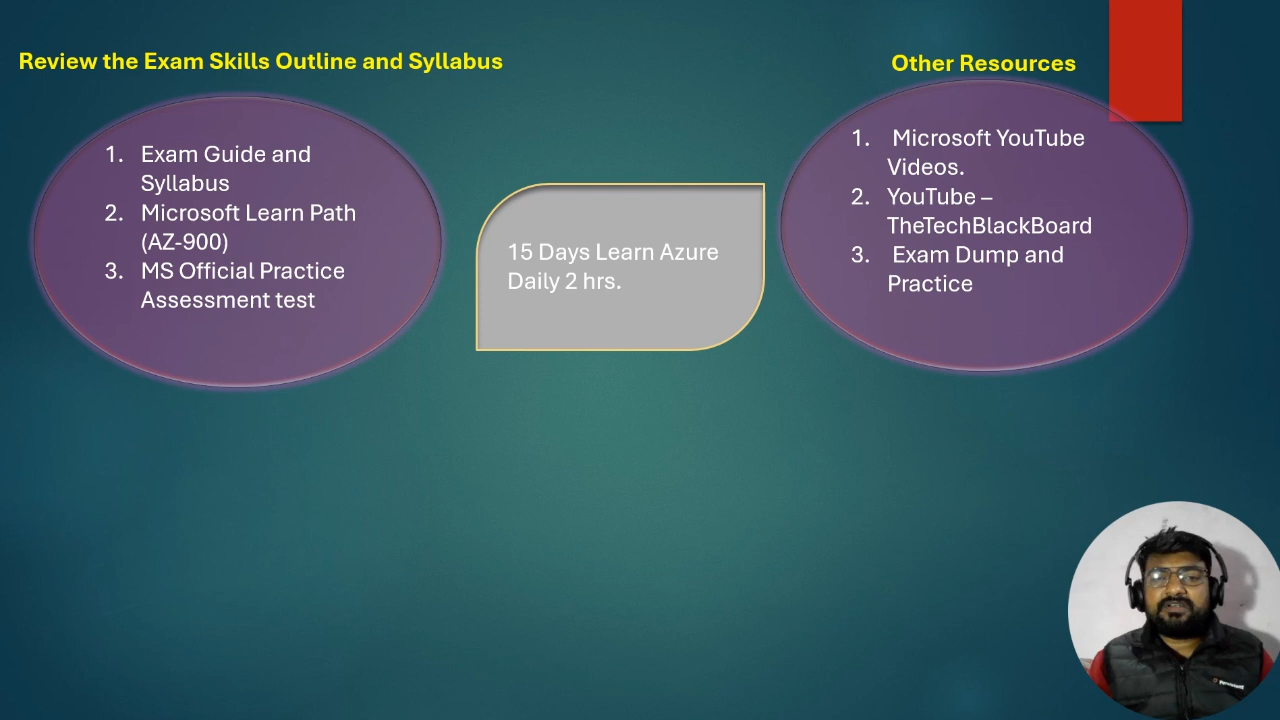 Review the Exam Skills Outline and Syllabus
1. Exam Guide and
Syllabus
2. Microsoft Learn Path
(AZ-900)
3. MS Official Practice
Assessment test
15 Days Learn Azure
Daily 2 hrs.
Other Resources
1. Microsoft YouTube
Videos.
2. YouTube –
TheTechBlackBoard
3. Exam Dump and
Practice